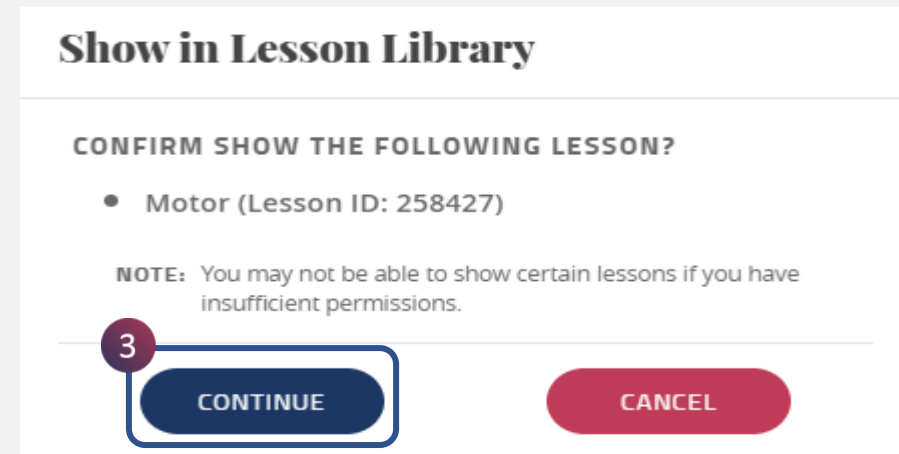 Show in Lesson Library
CONFIRM SHOW THE FOLLOWING LESSON?
• Motor (Lesson ID: 258427)
NOTE: You may not be able to show certain lessons if you have
insufficient permissions.
3
CONTINUE
CANCEL